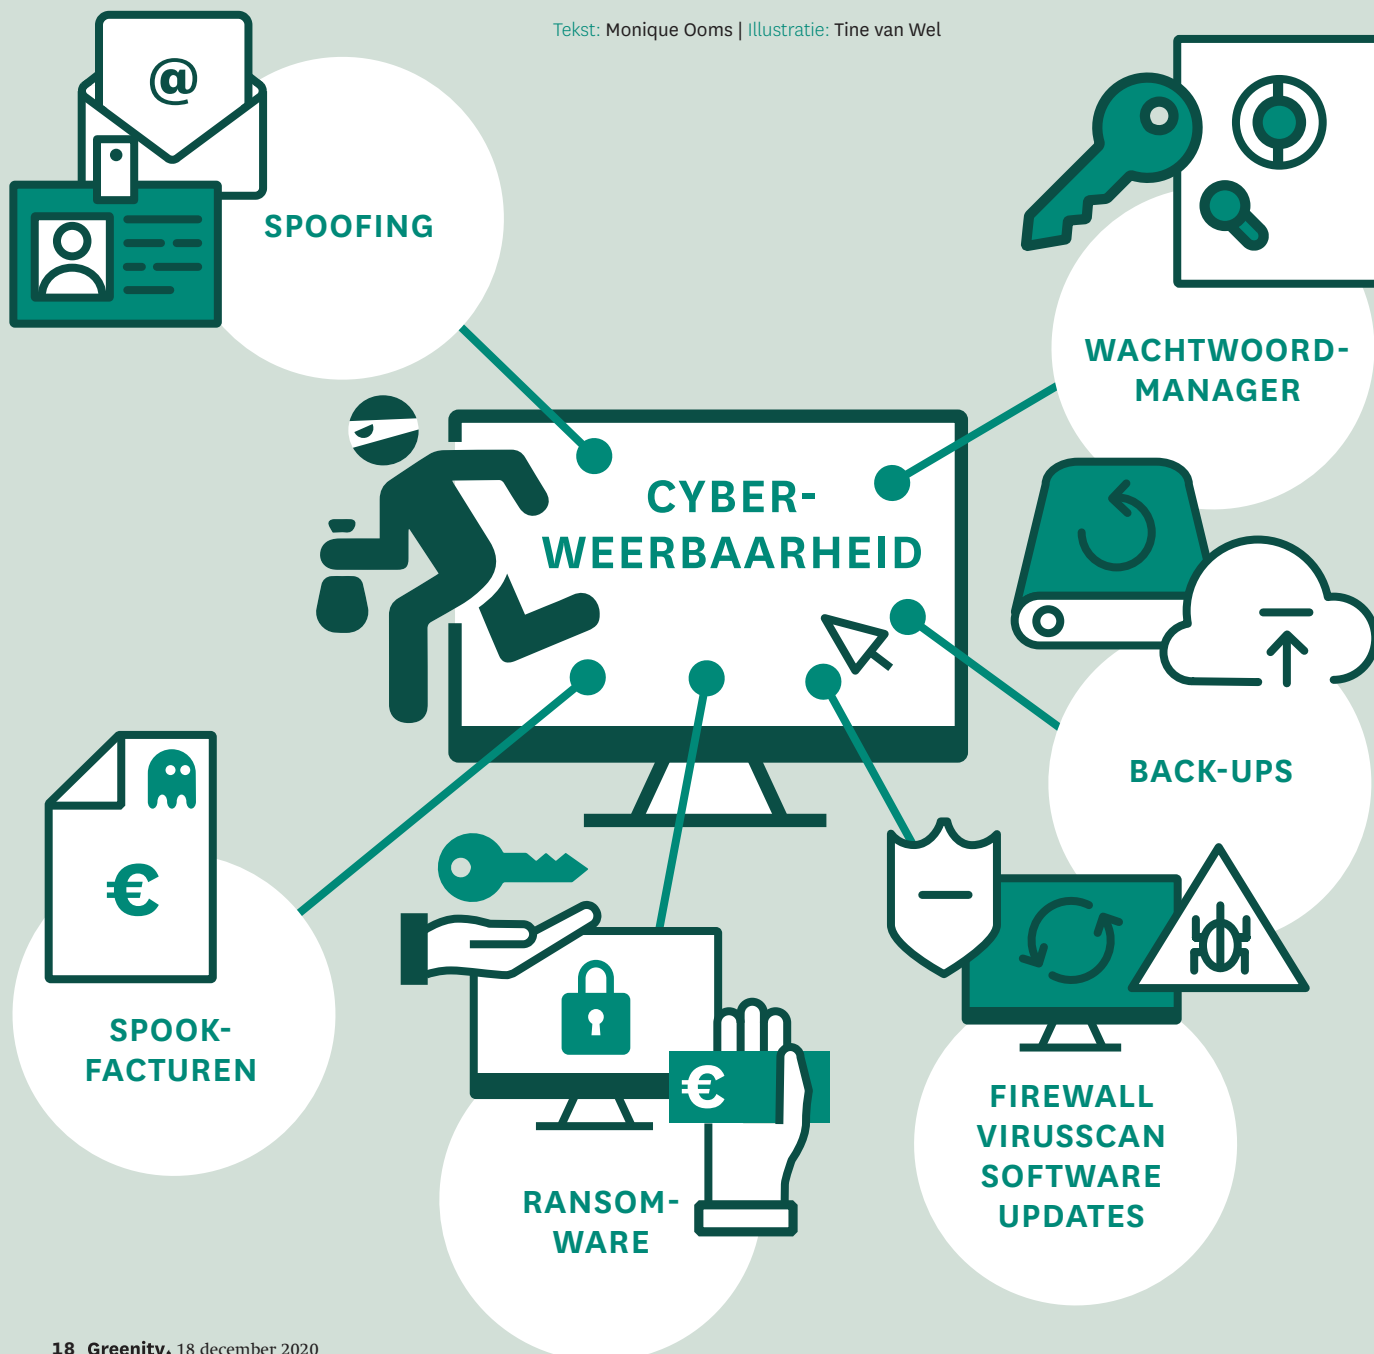 Tekst: Monique Ooms | Illustratie: Tine van Wel
@
SPOOFING
WACHTWOORD-
MANAGER
CYBER-
WEERBAARHEID
BACK-UPS
€
SPOOK-
FACTUREN
€
RANSOM-
WARE
FIREWALL
VIRUSSCAN
SOFTWARE
UPDATES
18 Greenity. 18 december 2020